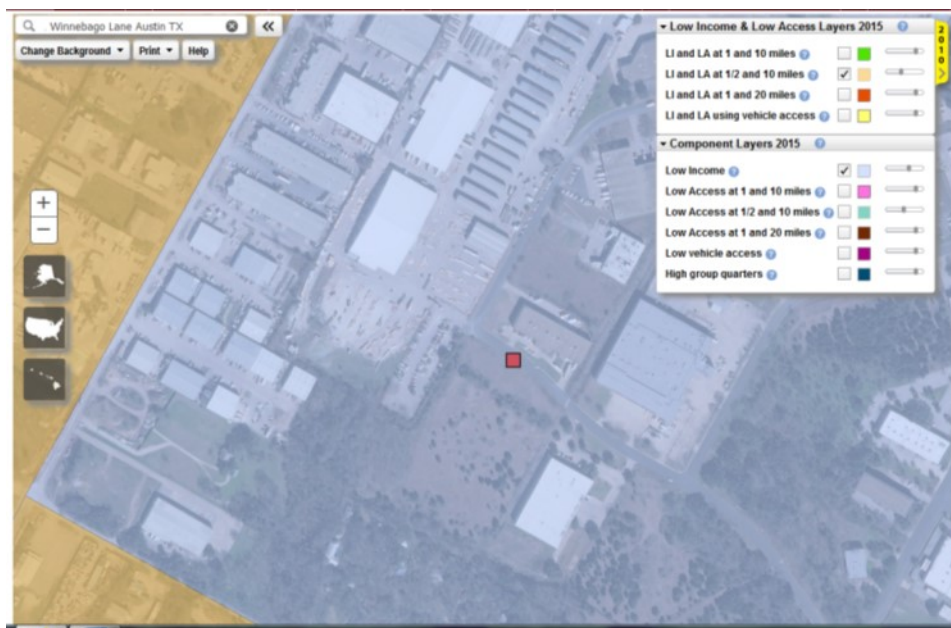 . Winnebago Lane Austin TX
Change Background
Print
Help
Low Income & Low Access Layers 2015
LI and LA at 1 and 10 miles
LI and LA at 1/2 and 10 miles
LI and LA at 1 and 20 miles
LI and LA using vehicle access
2010
Component Layers 2015
Low Income
Low Access at 1 and 10 miles
Low Access at 1/2 and 10 miles
Low Access at 1 and 20 miles
Low vehicle access
High group quarters